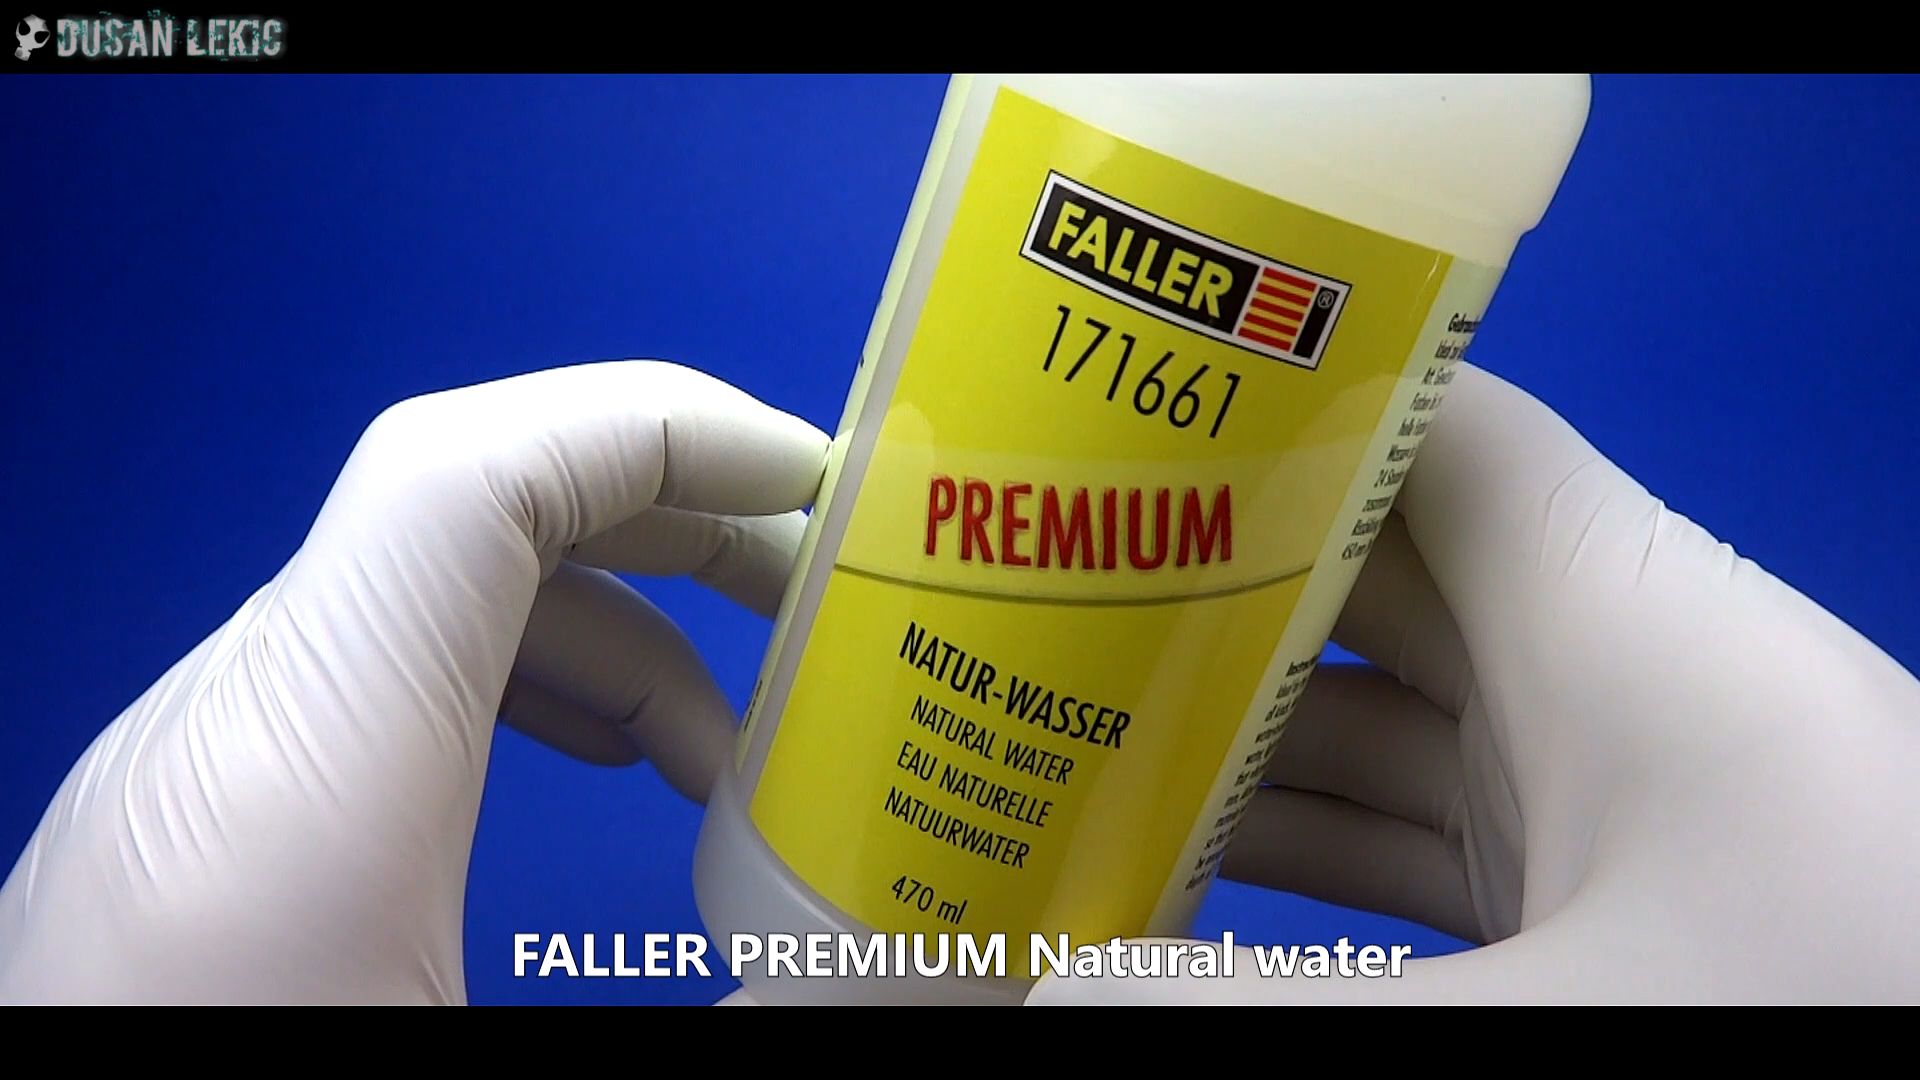 DUSAN LEKIC
FALLER ®
171661
PREMIUM
NATUR-WASSER
NATURAL WATER
EAU NATURELLE
NATUURWATER
470 ml
FALLER PREMIUM Natural water